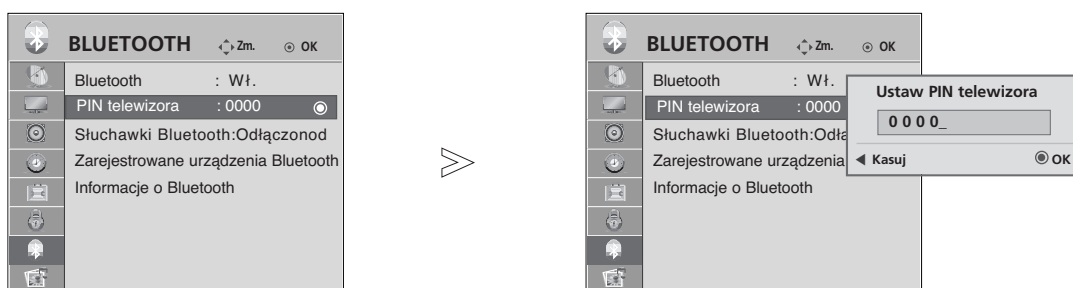 BLUETOOTH Zm. OK
Bluetooth : Wł.
PIN telewizora : 0000
Słuchawki Bluetooth:Odłączonod
Zarejestrowane urządzenia Bluetooth
Informacje o Bluetooth
BLUETOOTH Zm. OK
Bluetooth : Wł.
PIN telewizora : 0000
Słuchawki Bluetooth:Odła
Zarejestrowane urządzenia
Informacje o Bluetooth
Ustaw PIN telewizora
0 0 0 0_
Kasuj OK